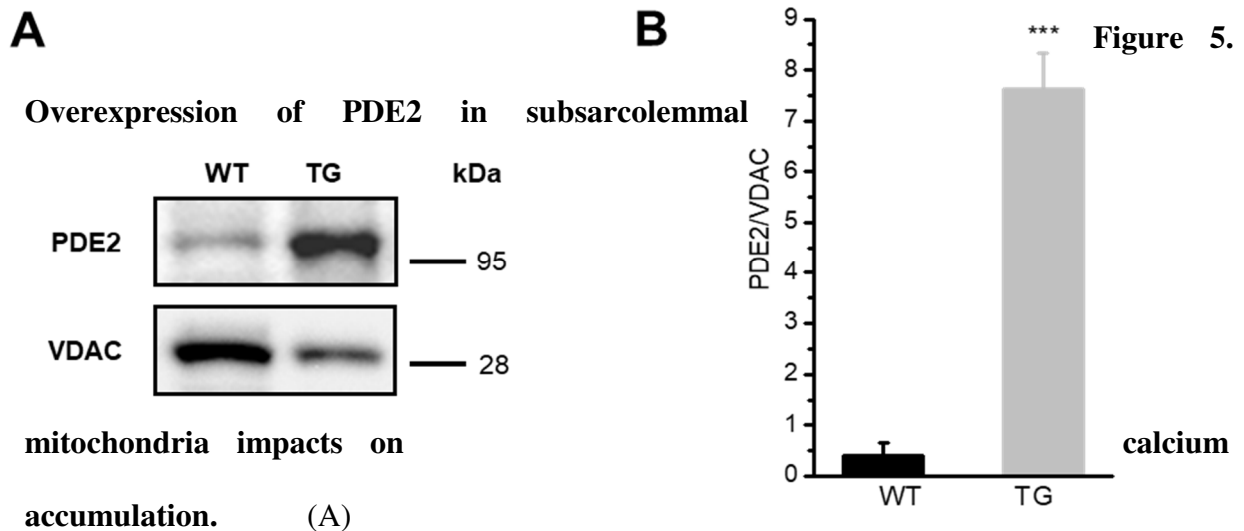 A
B
*** Figure 5.
Overexpression of PDE2 in subsarcolemmal
WT TG kDa
PDE2
95
VDAC
28
mitochondria impacts on calcium
accumulation. (A)
PDE2/VDAC
9
8
7
6
5
4
3
2
1
0
WT TG